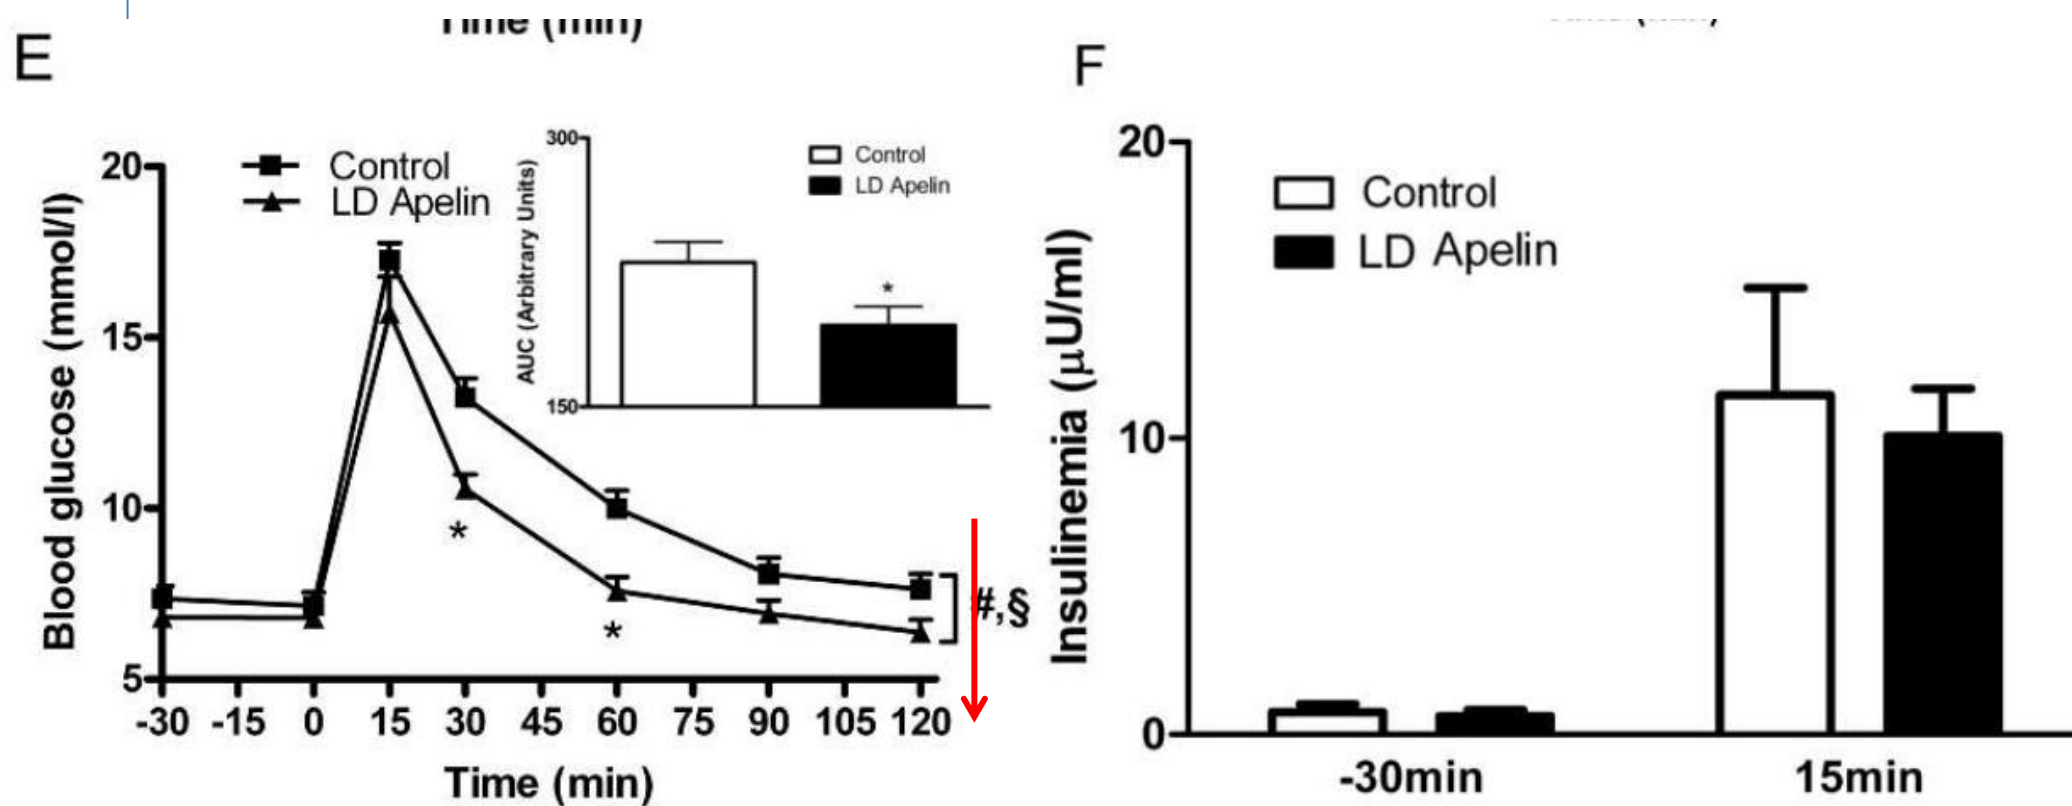 Time (min)
E
F
Control
LD Apelin
20
15
10
5
Blood glucose (mmol/l)
-30 -15 0 15 30 45 60 75 90 105 120
Time (min)
*
*
#,§
300
150
AUC (Arbitrary Units)
Control
LD Apelin
*
20
10
0
Insulinemia (μU/ml)
Control
LD Apelin
-30min
15min